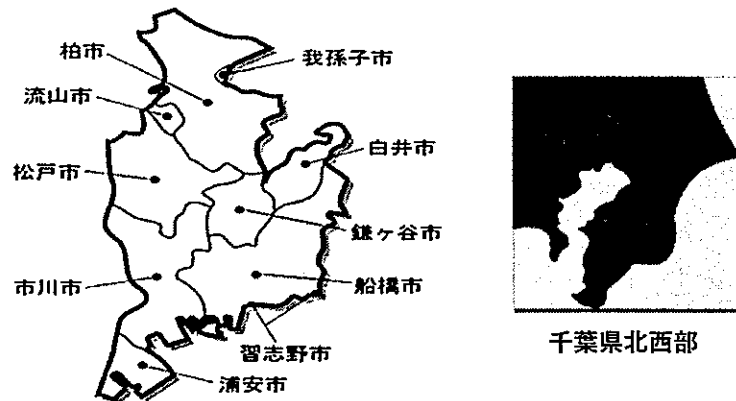 柏市
我孫子市
流山市
白井市
松戸市
鎌ヶ谷市
市川市
船橋市
習志野市
浦安市
千葉県北西部